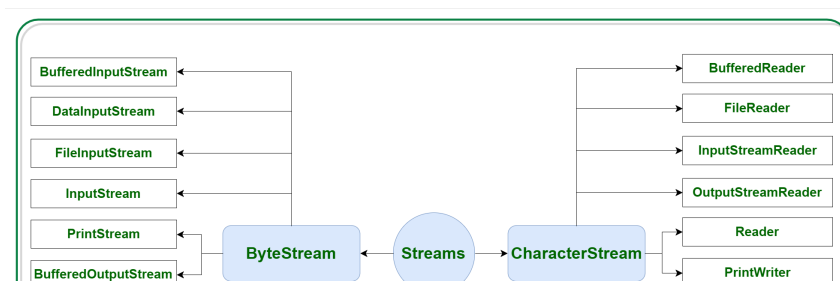 BufferedInputStream
DataInputStream
FileInputStream
InputStream
PrintStream
BufferedOutputStream
ByteStream
Streams
CharacterStream
BufferedReader
FileReader
InputStreamReader
OutputStreamReader
Reader
PrintWriter